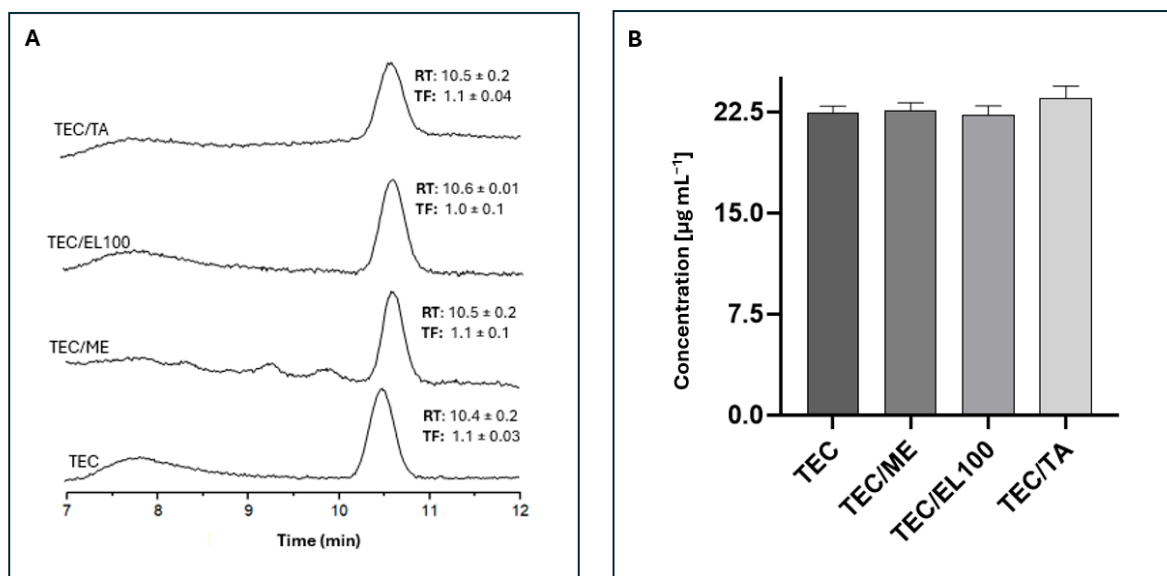 A
TEC/TA
RT: 10.5 ± 0.2
TF: 1.1 ± 0.04
TEC/EL100
RT: 10.6 ± 0.01
TF: 1.0 ± 0.1
TEC/ME
RT: 10.5 ± 0.2
TF: 1.1 ± 0.1
TEC
RT: 10.4 ± 0.2
TF: 1.1 ± 0.03
7 8 9 10 11 12
Time (min)
B
Concentration [µg mL⁻¹]
22.5
15.0
7.5
0.0
TEC
TEC/ME
TEC/EL100
TEC/TA